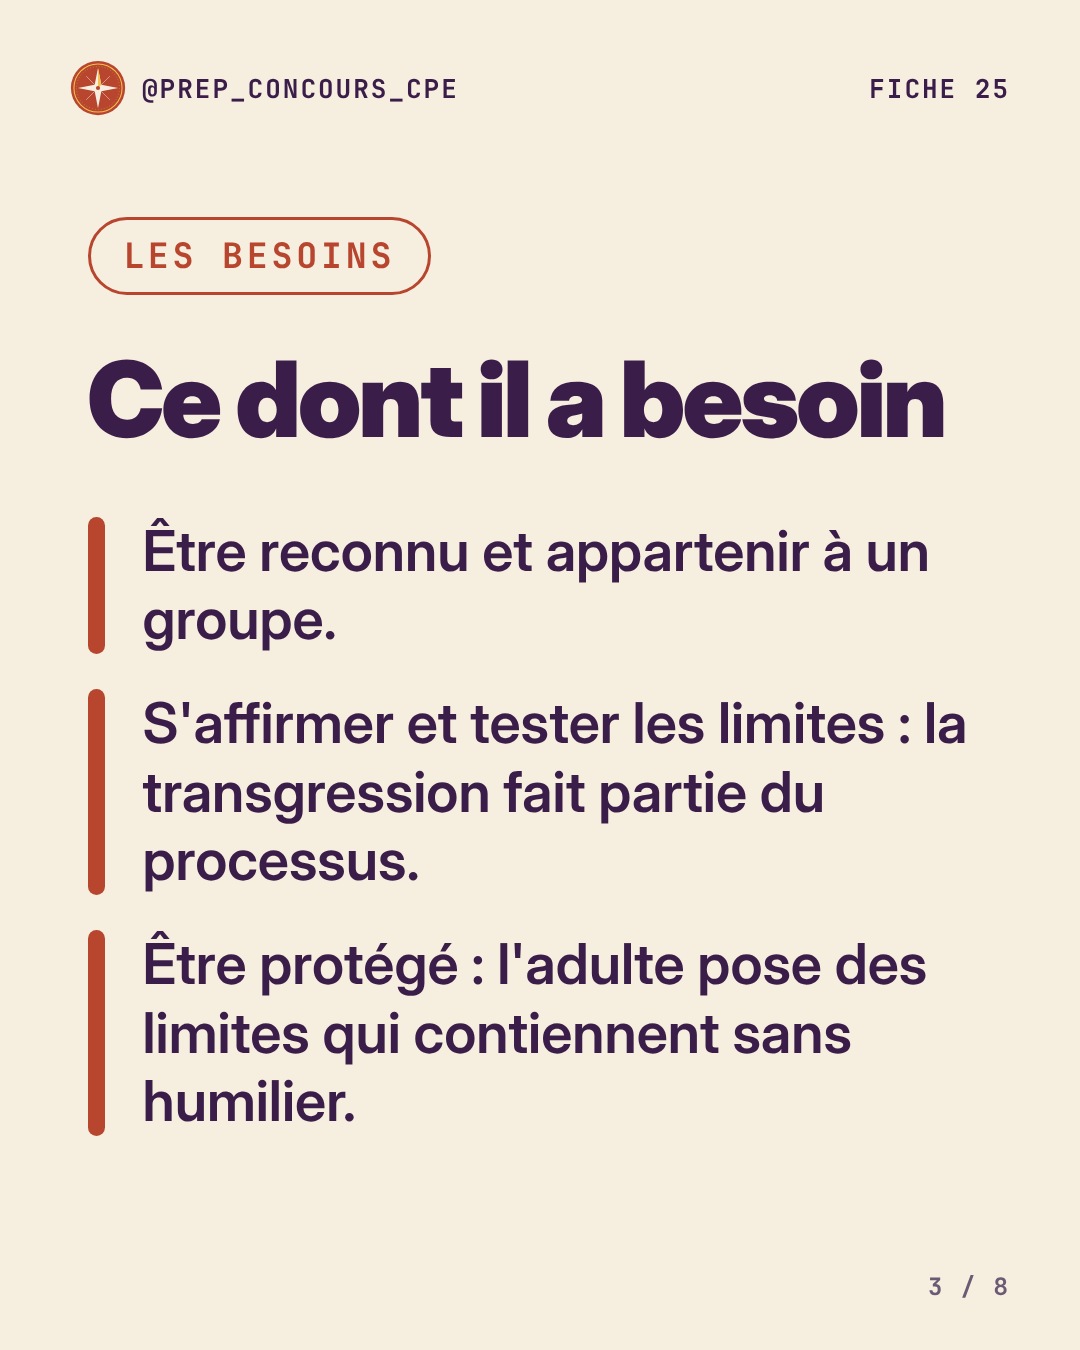 @PREP_CONCOURS_CPE
FICHE 25
LES BESOINS
Ce dont il a besoin
Être reconnu et appartenir à un
groupe.
S'affirmer et tester les limites : la
transgression fait partie du
processus.
Être protégé : l'adulte pose des
limites qui contiennent sans
humilier.
3 / 8